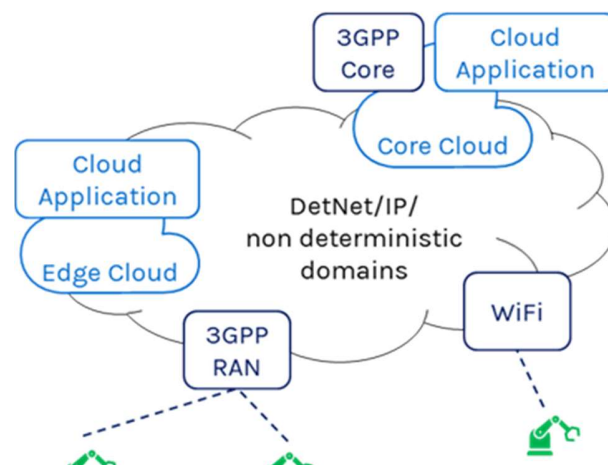 3GPP
Core
Cloud
Application
Core Cloud
Cloud
Application
Edge Cloud
DetNet/IP/
non deterministic
domains
WiFi
3GPP
RAN